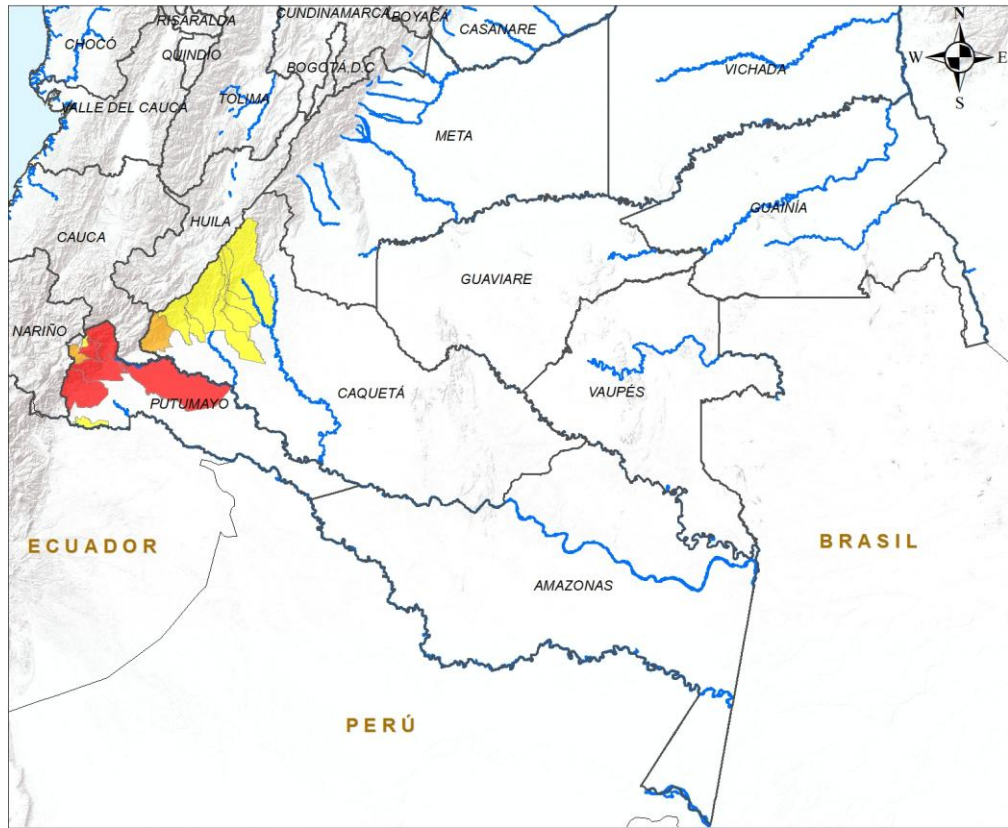 CUNDINAMARCA
BOYACÁ
RISARALDA
CASANARE
N
CHOCÓ
QUINDÍO
BOGOTÁ D.C
W
E
VICHADA
TOLIMA
S
VALLE DEL CAUCA
META
GUAINÍA
HUILA
CAUCA
GUAVIARE
NARIÑO
CAQUETÁ
VAUPÉS
PUTUMAYO
ECUADOR
BRASIL
AMAZONAS
PERÚ